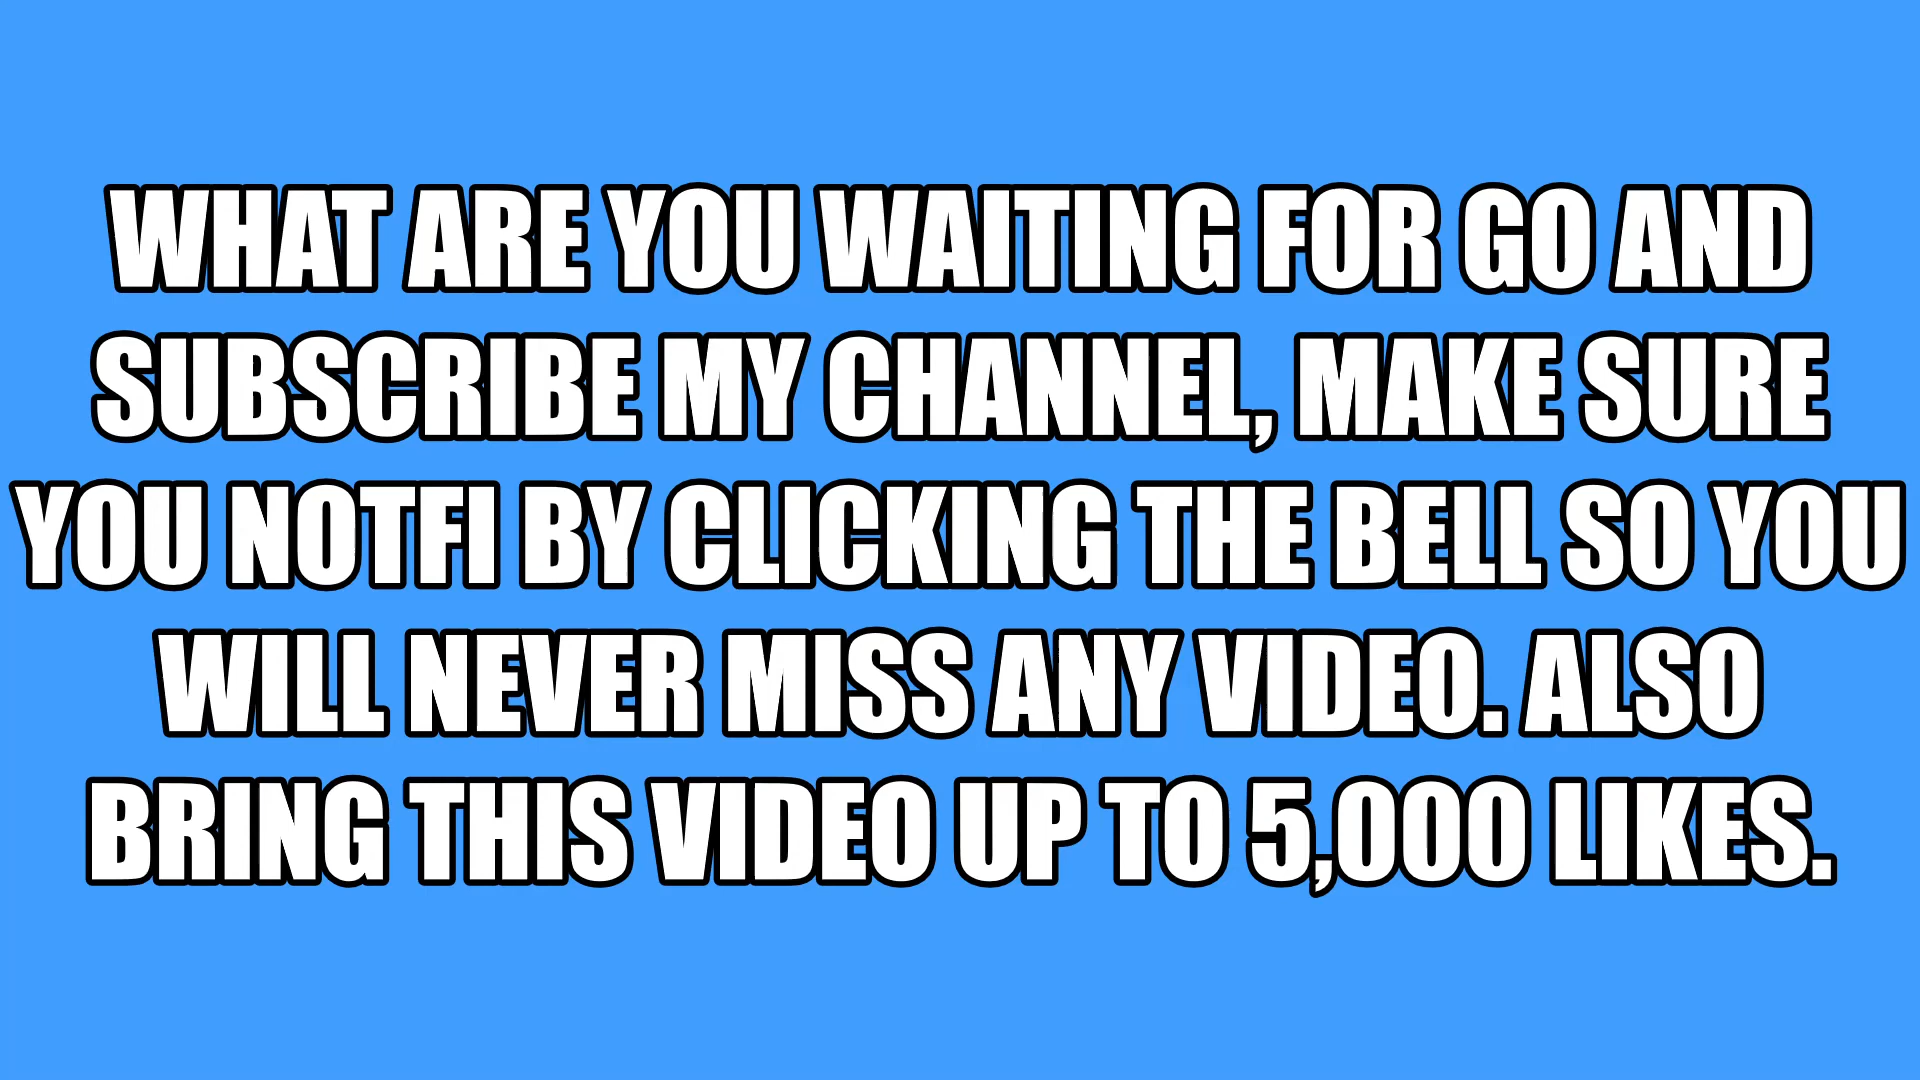 WHAT ARE YOU WAITING FOR GO AND
SUBSCRIBE MY CHANNEL, MAKE SURE
YOU NOTFI BY CLICKING THE BELL SO YOU
WILL NEVER MISS ANY VIDEO. ALSO
BRING THIS VIDEO UP TO 5,000 LIKES.